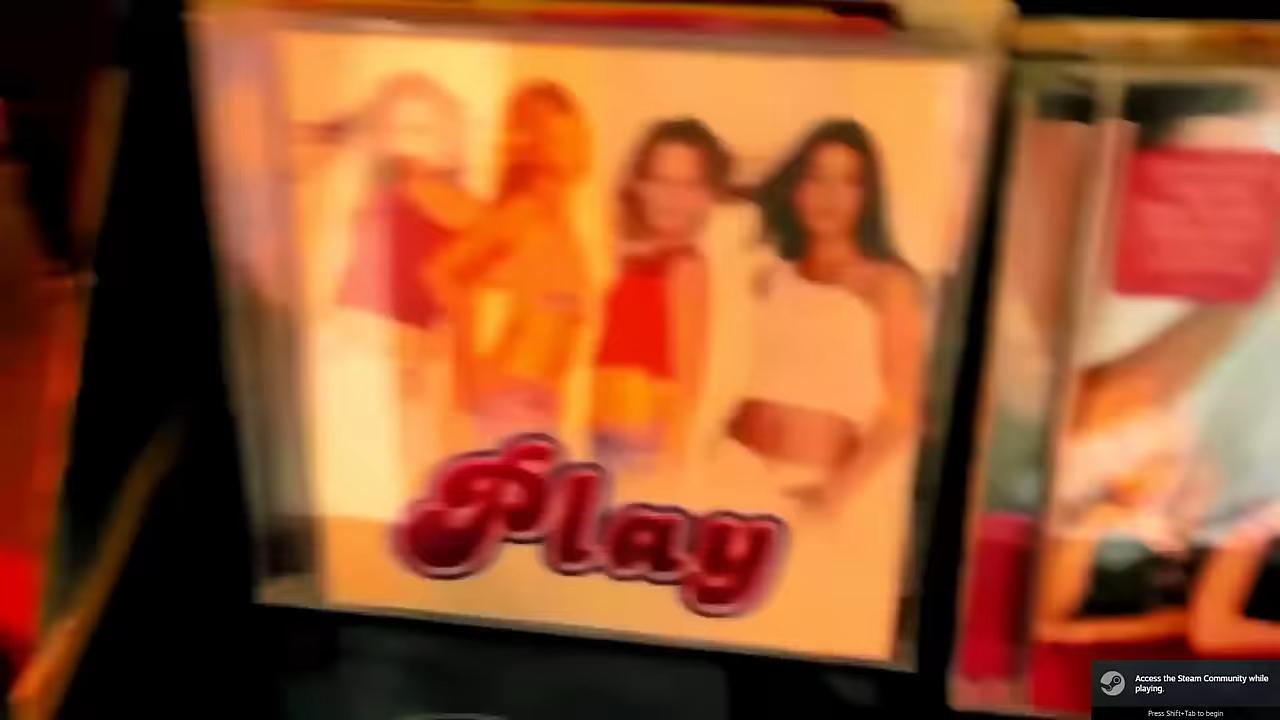 Play
Access the Steam Community while
playing.
Press Shift+Tab to begin